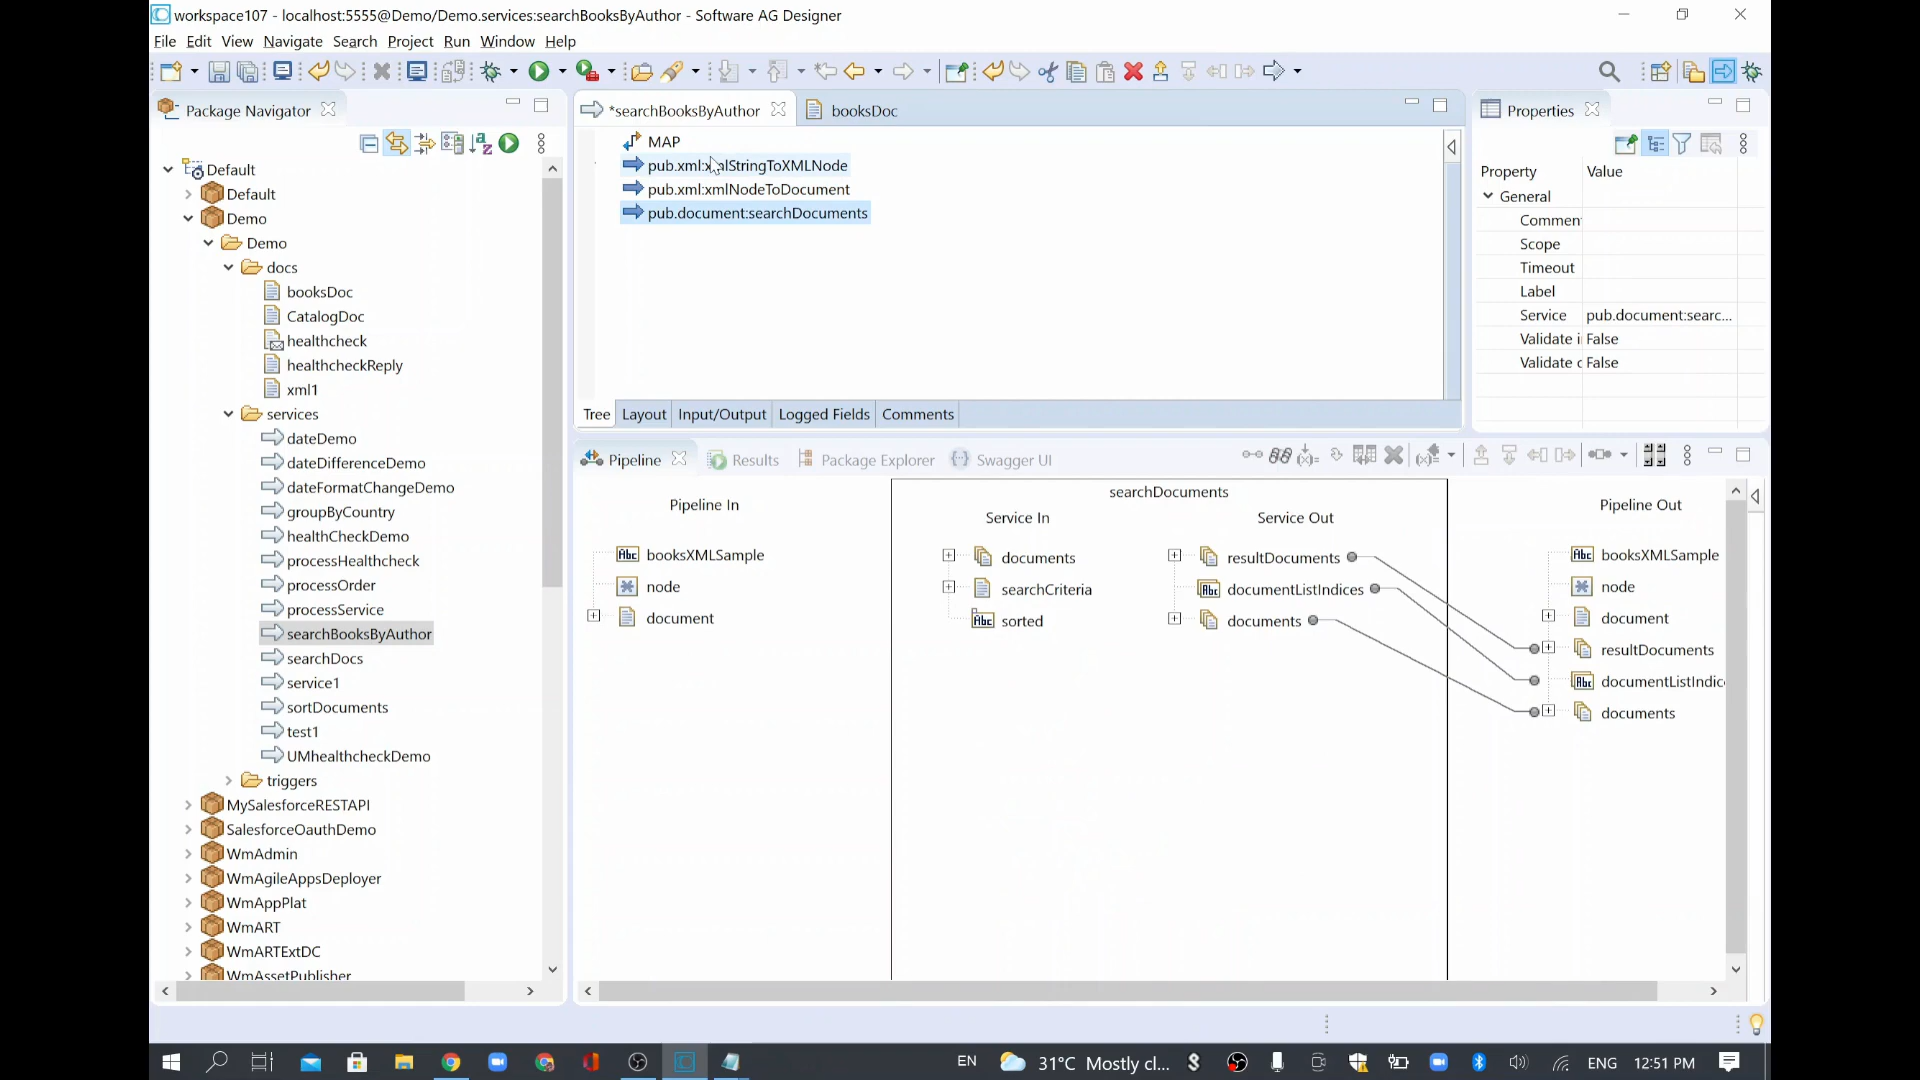 workspace107 - localhost:5555@Demo/Demo.services:searchBooksByAuthor - Software AG Designer
File Edit View Navigate Search Project Run Window Help
Package Navigator
Default
Default
Demo
Demo
docs
booksDoc
CatalogDoc
healthcheck
healthcheckReply
xml1
services
dateDemo
dateDifferenceDemo
dateFormatChangeDemo
groupByCountry
healthCheckDemo
processHealthcheck
processOrder
processService
searchBooksByAuthor
searchDocs
service1
sortDocuments
test1
UMhealthcheckDemo
triggers
MySalesforceRESTAPI
SalesforceOauthDemo
WmAdmin
WmAgileAppsDeployer
WmAppPlat
WmART
WmARTExtDC
WmAssetPublisher
*searchBooksByAuthor booksDoc
MAP
pub.xml:xmlStringToXMLNode
pub.xml:xmlNodeToDocument
pub.document:searchDocuments
Tree Layout Input/Output Logged Fields Comments
Properties
Property Value
General
Commen
Scope
Timeout
Label
Service pub.document:searc...
Validate i False
Validate c False
Pipeline Results Package Explorer Swagger UI
Pipeline In
Abc booksXMLSample
node
document
searchDocuments
Service In
documents
searchCriteria
Abc sorted
Service Out
resultDocuments
Abc documentListIndices
documents
Pipeline Out
Abc booksXMLSample
node
document
resultDocuments
Abc documentListIndic
documents
EN 31°C Mostly cl... ENG 12:51 PM